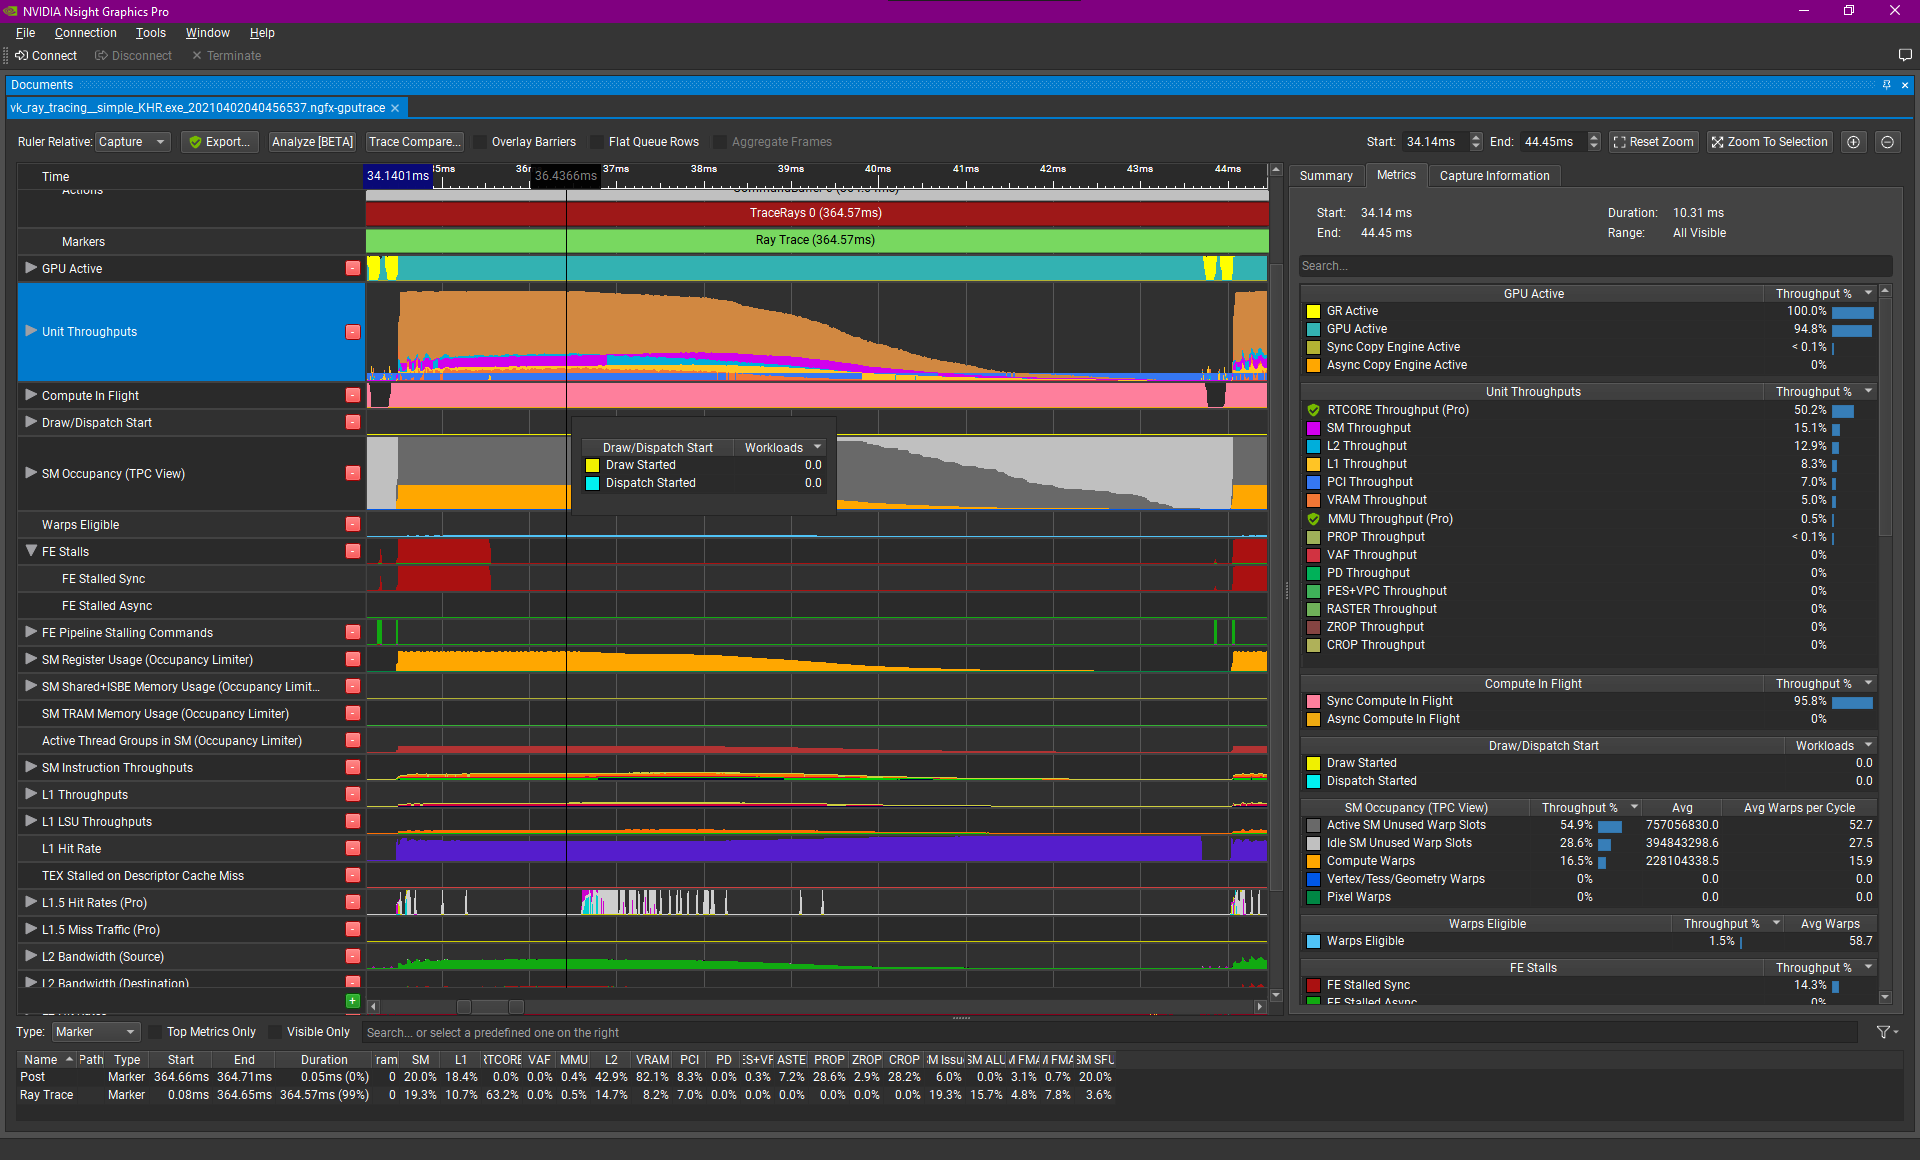 NVIDIA Nsight Graphics Pro
File Connection Tools Window Help
Connect Disconnect Terminate
Documents
vk_ray_tracing__simple_KHR.exe_20210402040456537.ngfx-gputrace
Ruler Relative: Capture Export... Analyze [BETA] Trace Compare... Overlay Barriers Flat Queue Rows Aggregate Frames Start: 34.14ms End: 44.45ms Reset Zoom Zoom To Selection
Time 34.1401ms 36.4366ms 37ms 38ms 39ms 40ms 41ms 42ms 43ms 44ms
Actions
TraceRays 0 (364.57ms)
Markers Ray Trace (364.57ms)
GPU Active
Unit Throughputs
Compute In Flight
Draw/Dispatch Start
Draw/Dispatch Start Workloads
Draw Started 0.0
Dispatch Started 0.0
SM Occupancy (TPC View)
Warps Eligible
FE Stalls
FE Stalled Sync
FE Stalled Async
FE Pipeline Stalling Commands
SM Register Usage (Occupancy Limiter)
SM Shared+ISBE Memory Usage (Occupancy Limit...
SM TRAM Memory Usage (Occupancy Limiter)
Active Thread Groups in SM (Occupancy Limiter)
SM Instruction Throughputs
L1 Throughputs
L1 LSU Throughputs
L1 Hit Rate
TEX Stalled on Descriptor Cache Miss
L1.5 Hit Rates (Pro)
L1.5 Miss Traffic (Pro)
L2 Bandwidth (Source)
L2 Bandwidth (Destination)
Summary Metrics Capture Information
Start: 34.14 ms Duration: 10.31 ms
End: 44.45 ms Range: All Visible
Search...
GPU Active Throughput %
GR Active 100.0%
GPU Active 94.8%
Sync Copy Engine Active < 0.1%
Async Copy Engine Active 0%
Unit Throughputs Throughput %
RTCORE Throughput (Pro) 50.2%
SM Throughput 15.1%
L2 Throughput 12.9%
L1 Throughput 8.3%
PCI Throughput 7.0%
VRAM Throughput 5.0%
MMU Throughput (Pro) 0.5%
PROP Throughput < 0.1%
VAF Throughput 0%
PD Throughput 0%
PES+VPC Throughput 0%
RASTER Throughput 0%
ZROP Throughput 0%
CROP Throughput 0%
Compute In Flight Throughput %
Sync Compute In Flight 95.8%
Async Compute In Flight 0%
Draw/Dispatch Start Workloads
Draw Started 0.0
Dispatch Started 0.0
SM Occupancy (TPC View) Throughput % Avg Avg Warps per Cycle
Active SM Unused Warp Slots 54.9% 757056830.0 52.7
Idle SM Unused Warp Slots 28.6% 394843298.6 27.5
Compute Warps 16.5% 228104338.5 15.9
Vertex/Tess/Geometry Warps 0% 0.0 0.0
Pixel Warps 0% 0.0 0.0
Warps Eligible Throughput % Avg Warps
Warps Eligible 1.5% 58.7
FE Stalls Throughput %
FE Stalled Sync 14.3%
FE Stalled Async 0%
Type: Marker Top Metrics Only Visible Only Search... or select a predefined one on the right
Name Path Type Start End Duration SM L1 RTCORE VAF MMU L2 VRAM PCI PD PROP ZROP CROP
Post Marker 364.66ms 364.71ms 0.05ms (0%) 0 20.0% 18.4% 0.0% 0.0% 0.4% 42.9% 82.1% 8.3% 0.0% 0.3% 7.2% 28.6% 2.9% 28.2% 6.0% 0.0% 3.1% 0.7% 20.0%
Ray Trace Marker 0.08ms 364.65ms 364.57ms (99%) 0 19.3% 10.7% 63.2% 0.0% 0.5% 14.7% 8.2% 7.0% 0.0% 0.0% 0.0% 0.0% 0.0% 0.0% 19.3% 15.7% 4.8% 7.8% 3.6%